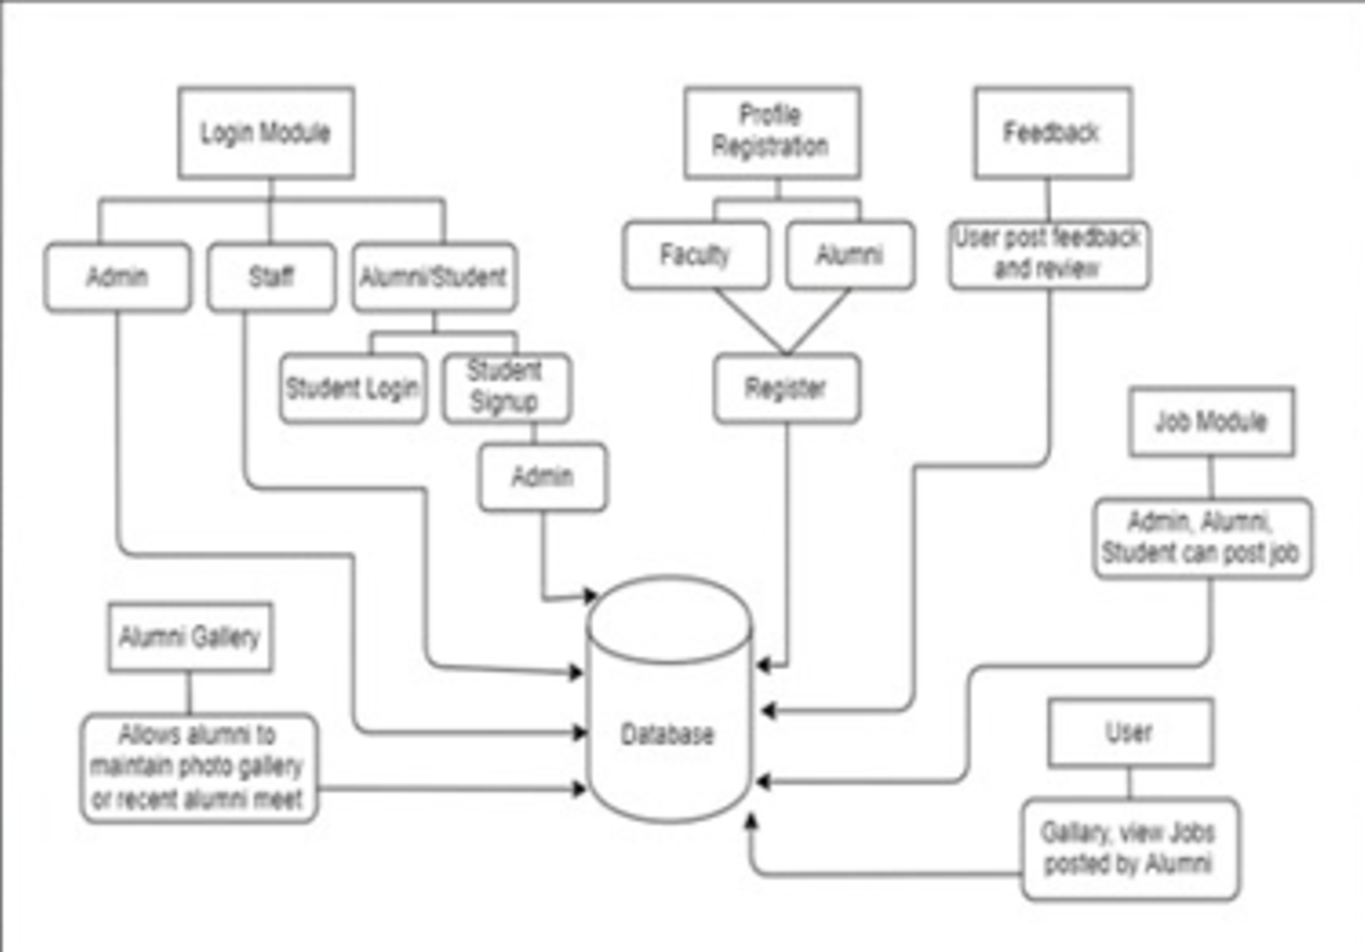 Login Module
Admin
Staff
Alumni/Student
Student Login
Student
Signup
Admin
Profile
Registration
Faculty
Alumni
Register
Feedback
User post feedback
and review
Job Module
Admin, Alumni,
Student can post job
Alumni Gallery
Allows alumni to
maintain photo gallery
or recent alumni meet
Database
User
Gallary, view Jobs
posted by Alumni